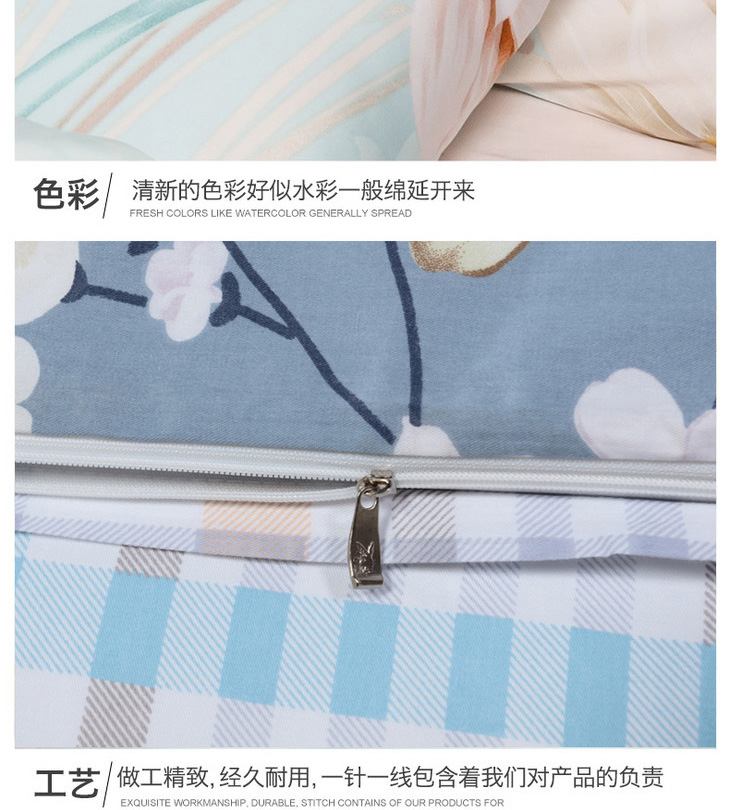 色彩/ 清新的色彩好似水彩一般绵延开来
FRESH COLORS LIKE WATERCOLOR GENERALLY SPREAD
工艺/ 做工精致,经久耐用,一针一线包含着我们对产品的负责
EXQUISITE WORKMANSHIP, DURABLE, STITCH CONTAINS OF OUR PRODUCTS FOR